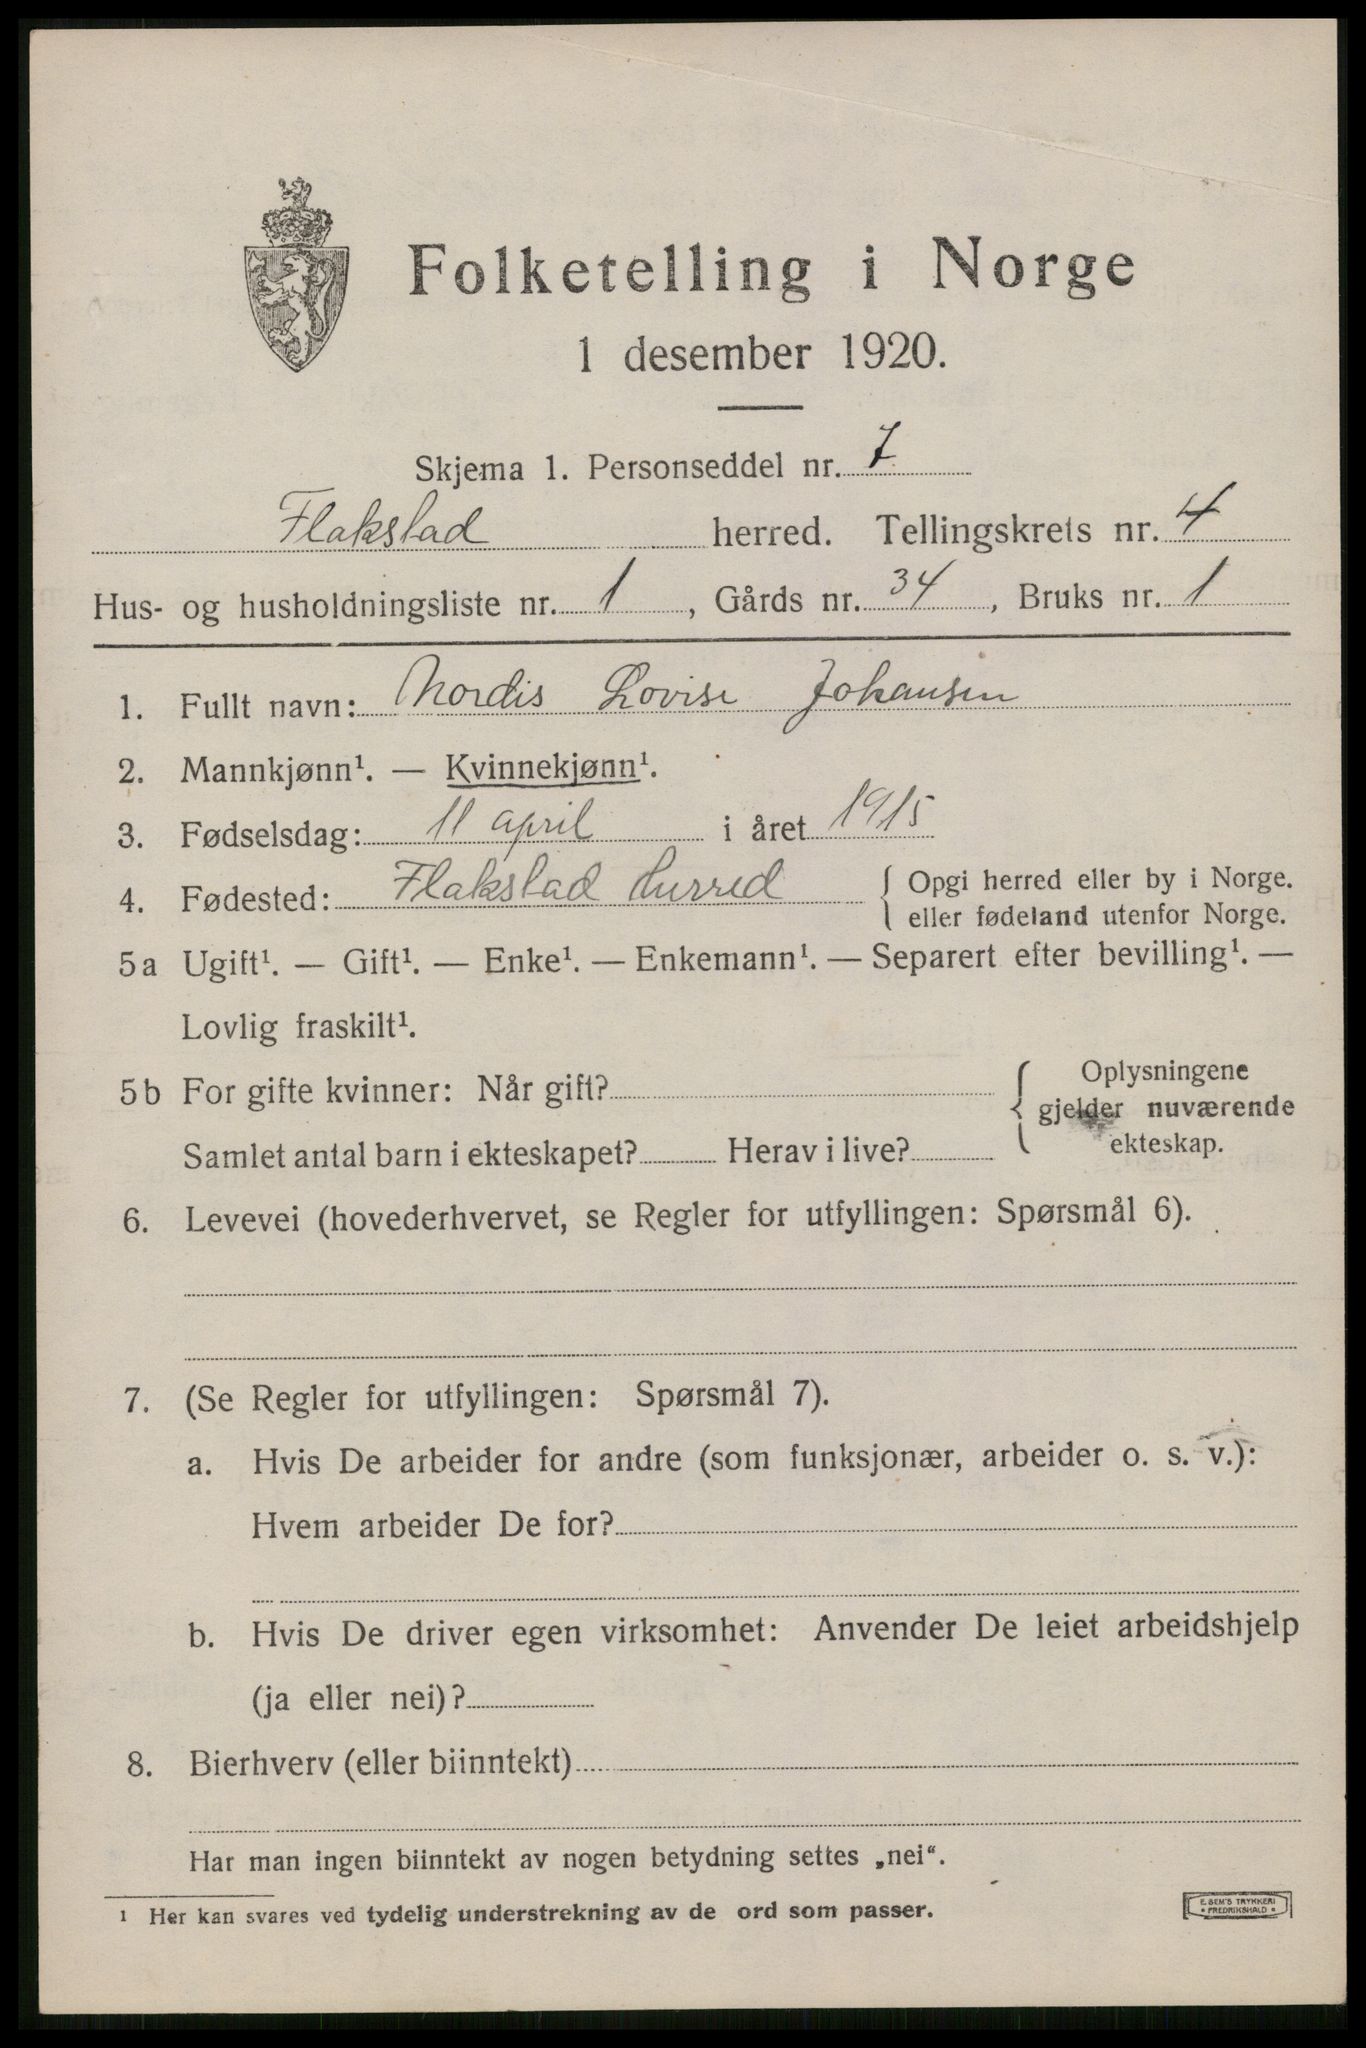 Folketelling i Norge
1 desember 1920.
Skjema 1. Personseddel nr. 7
Flakstad herred. Tellingskrets nr. 4
Hus- og husholdningsliste nr. 1, Gårds nr. 34, Bruks nr. 1
1. Fullt navn: Nordis Lovise Johansen
2. Mannkjønn¹. — Kvinnekjønn¹.
3. Fødselsdag: 11 april i året 1915
4. Fødested: Flakstad Herred { Opgi herred eller by i Norge.
eller fødeland utenfor Norge.
5a Ugift¹. — Gift¹. — Enke¹. — Enkemann¹. — Separert efter bevilling¹. —
Lovlig fraskilt¹.
5b For gifte kvinner: Når gift? { Oplysningene
gjelder nuværende
Samlet antal barn i ekteskapet? Herav i live? ekteskap.
6. Levevei (hovederhvervet, se Regler for utfyllingen: Spørsmål 6).
7. (Se Regler for utfyllingen: Spørsmål 7).
a. Hvis De arbeider for andre (som funksjonær, arbeider o. s. v.):
Hvem arbeider De for?
b. Hvis De driver egen virksomhet: Anvender De leiet arbeidshjelp
(ja eller nei)?
8. Bierhverv (eller biinntekt)
Har man ingen biinntekt av nogen betydning settes „nei“.
1 Her kan svares ved tydelig understrekning av de ord som passer.
E. SEM'S TRYKKERI
* FREDRIKSHALD *